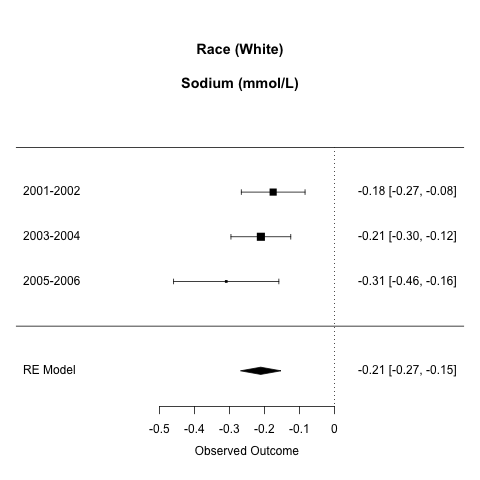 Race (White)
Sodium (mmol/L)
2001-2002 -0.18 [-0.27, -0.08]
2003-2004 -0.21 [-0.30, -0.12]
2005-2006 -0.31 [-0.46, -0.16]
RE Model -0.21 [-0.27, -0.15]
-0.5 -0.4 -0.3 -0.2 -0.1 0
Observed Outcome